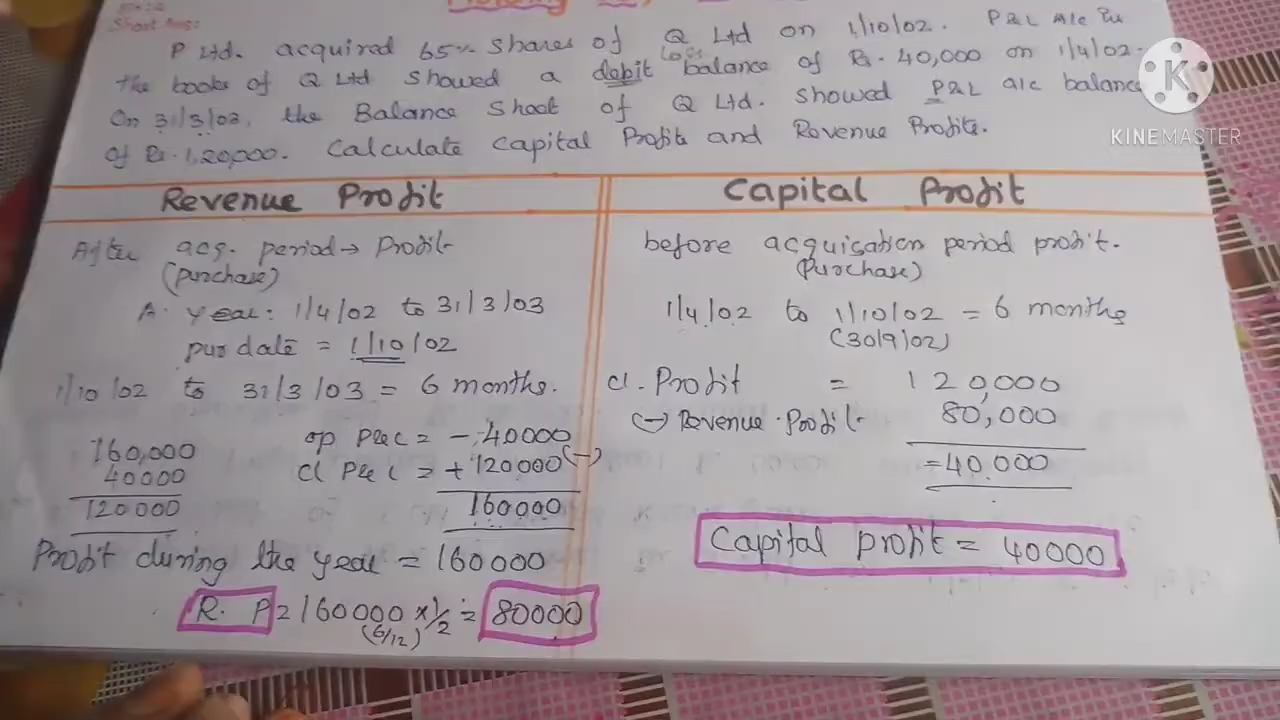 Short Ans:
P Ltd. acquired 65% shares of Q Ltd on 1/10/02. P&L A/c in
loss
the books of Q Ltd showed a debit balance of Rs. 40,000 on 1/4/02.
On 31/3/03, the Balance Sheet of Q Ltd. showed P&L a/c balance
of Rs. 1,20,000. Calculate Capital Profit and Revenue Profits.
KINEMASTER
Revenue Profit
After acq. period → Profit
(purchase)
A. year: 1/4/02 to 31/3/03
pur date = 1/10/02
1/10/02 to 31/3/03 = 6 months.
op P&L = - 40000
cl P&L = + 120000 (-)
160000
160,000
40000
120000
Profit during the year = 160000
R. P = 160000 x 1/2 = 80000
(6/12)
Capital Profit
before acquisation period profit.
(purchase)
1/4/02 to 1/10/02 = 6 months
(30/9/02)
cl. Profit = 120,000
(-) Revenue Profit 80,000
= 40,000
Capital profit = 40000